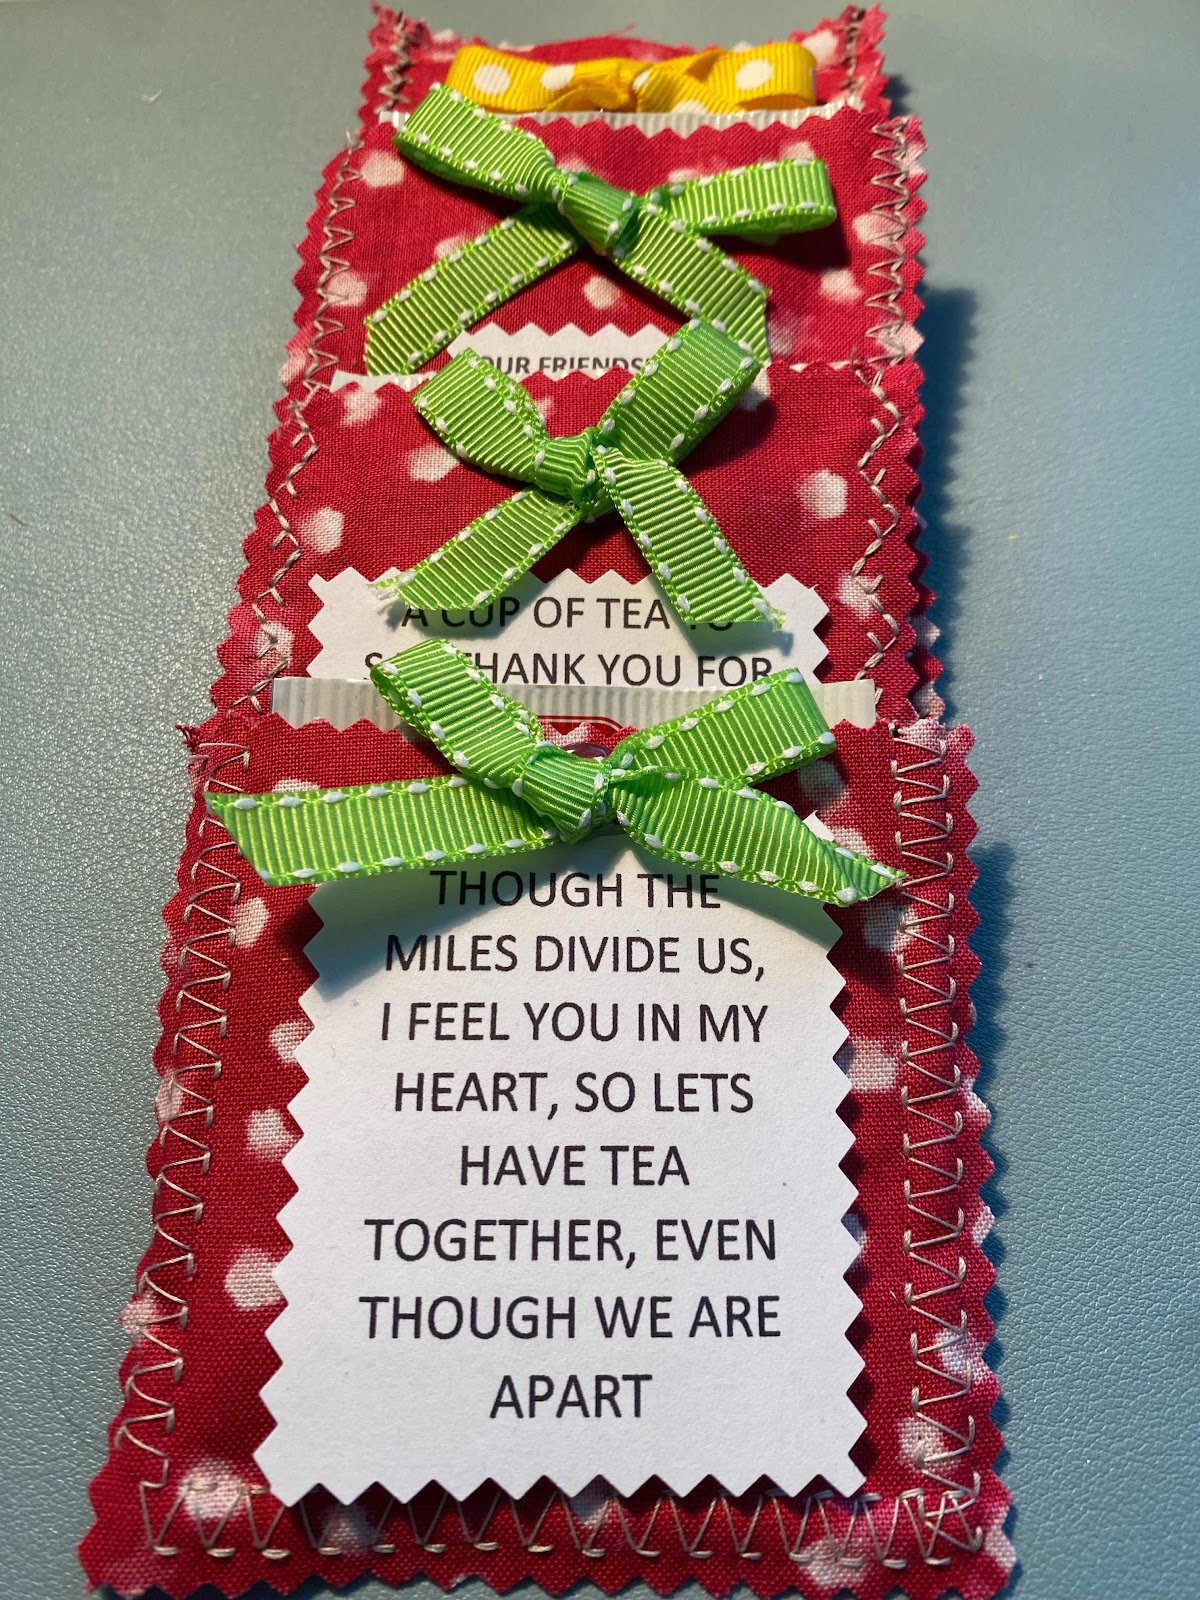 OUR FRIENDS
A CUP OF TEA TO
THANK YOU FOR
THOUGH THE
MILES DIVIDE US,
I FEEL YOU IN MY
HEART, SO LETS
HAVE TEA
TOGETHER, EVEN
THOUGH WE ARE
APART